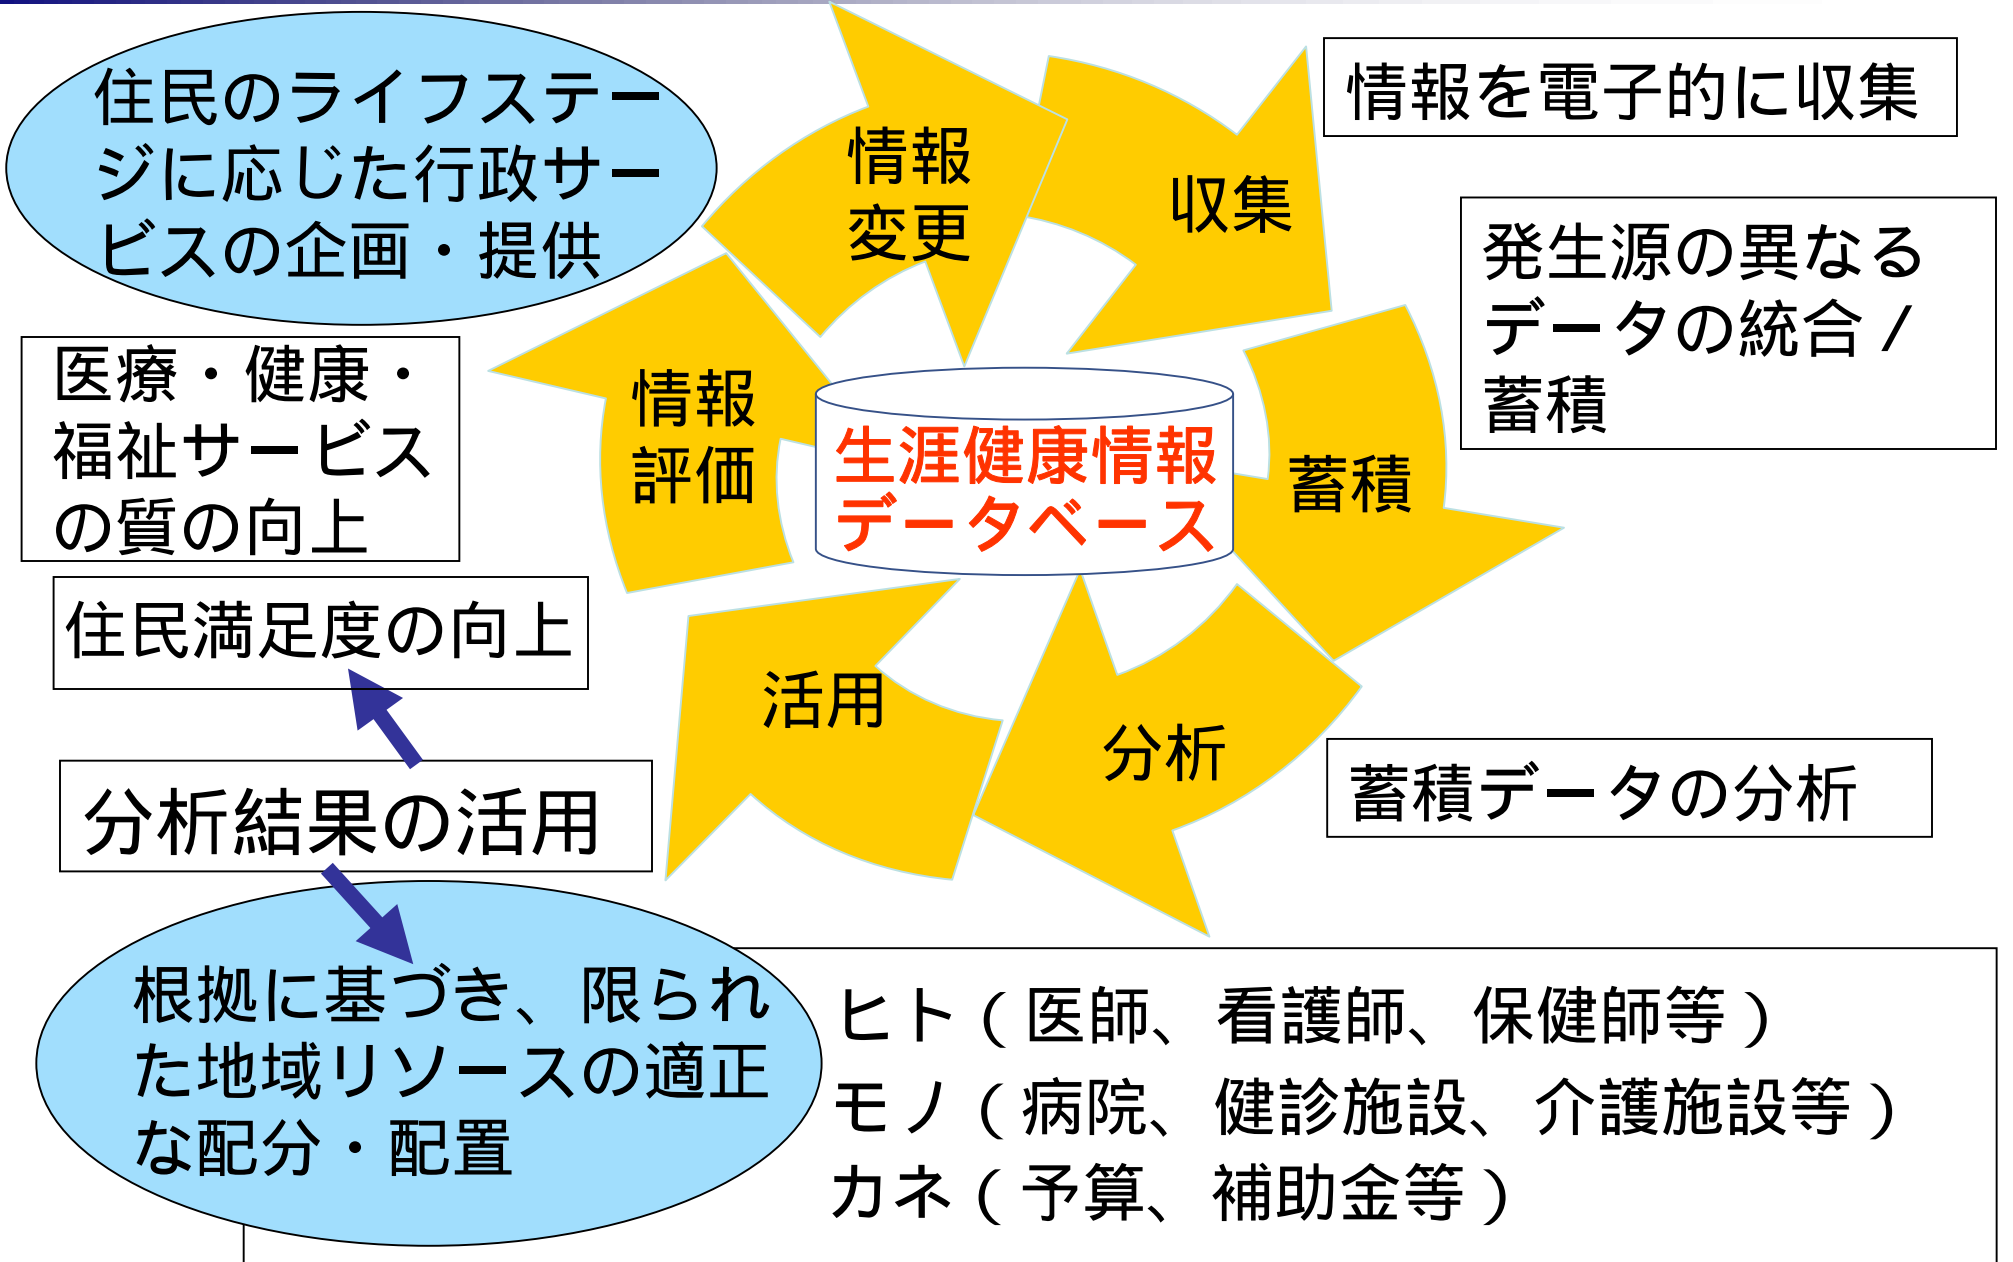 住民のライフステー
ジに応じた行政サー
ビスの企画・提供
情報
変更
収集
情報を電子的に収集
発生源の異なる
データの統合／
蓄積
医療・健康・
福祉サービス
の質の向上
情報
評価
生涯健康情報
データベース
蓄積
住民満足度の向上
活用
分析
蓄積データの分析
分析結果の活用
根拠に基づき、限られ
た地域リソースの適正
な配分・配置
ヒト（医師、看護師、保健師等）
モノ（病院、健診施設、介護施設等）
カネ（予算、補助金等）